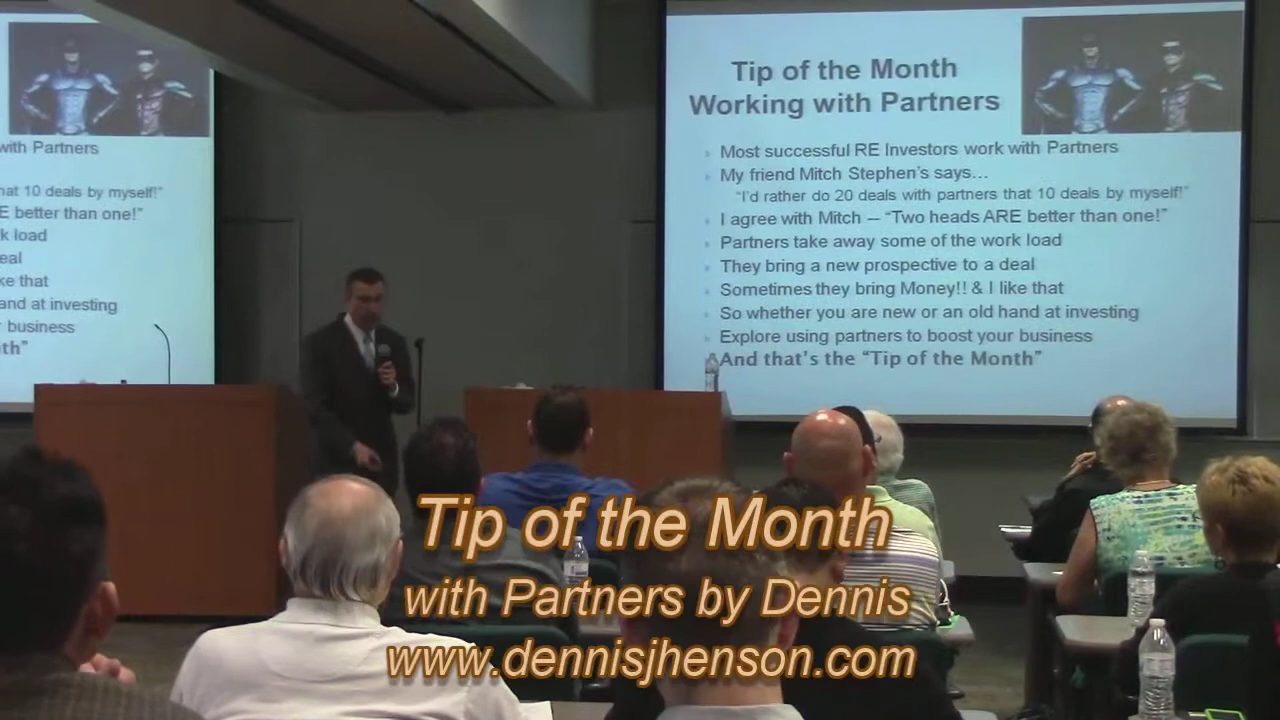 with Partners
hat 10 deals by myself!"
E better than one!"
k load
eal
ke that
and at investing
r business
th"
Tip of the Month
Working with Partners
Most successful RE Investors work with Partners
My friend Mitch Stephen's says...
"I'd rather do 20 deals with partners that 10 deals by myself!"
I agree with Mitch – "Two heads ARE better than one!"
Partners take away some of the work load
They bring a new prospective to a deal
Sometimes they bring Money!! & I like that
So whether you are new or an old hand at investing
Explore using partners to boost your business
And that's the "Tip of the Month"
Tip of the Month
with Partners by Dennis
www.dennisjhenson.com